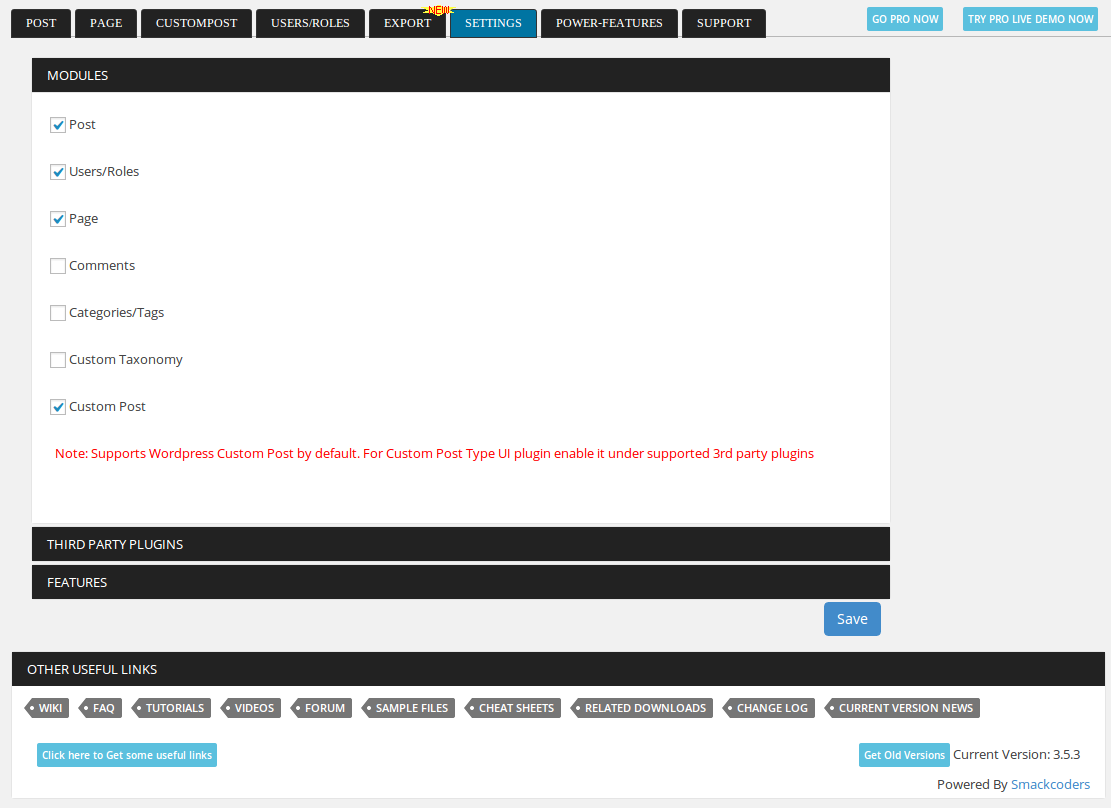 POST PAGE CUSTOMPOST USERS/ROLES EXPORT NEW SETTINGS POWER-FEATURES SUPPORT GO PRO NOW TRY PRO LIVE DEMO NOW
MODULES
Post
Users/Roles
Page
Comments
Categories/Tags
Custom Taxonomy
Custom Post
Note: Supports Wordpress Custom Post by default. For Custom Post Type UI plugin enable it under supported 3rd party plugins
THIRD PARTY PLUGINS
FEATURES
Save
OTHER USEFUL LINKS
WIKI FAQ TUTORIALS VIDEOS FORUM SAMPLE FILES CHEAT SHEETS RELATED DOWNLOADS CHANGE LOG CURRENT VERSION NEWS
Click here to Get some useful links Get Old Versions Current Version: 3.5.3
Powered By Smackcoders